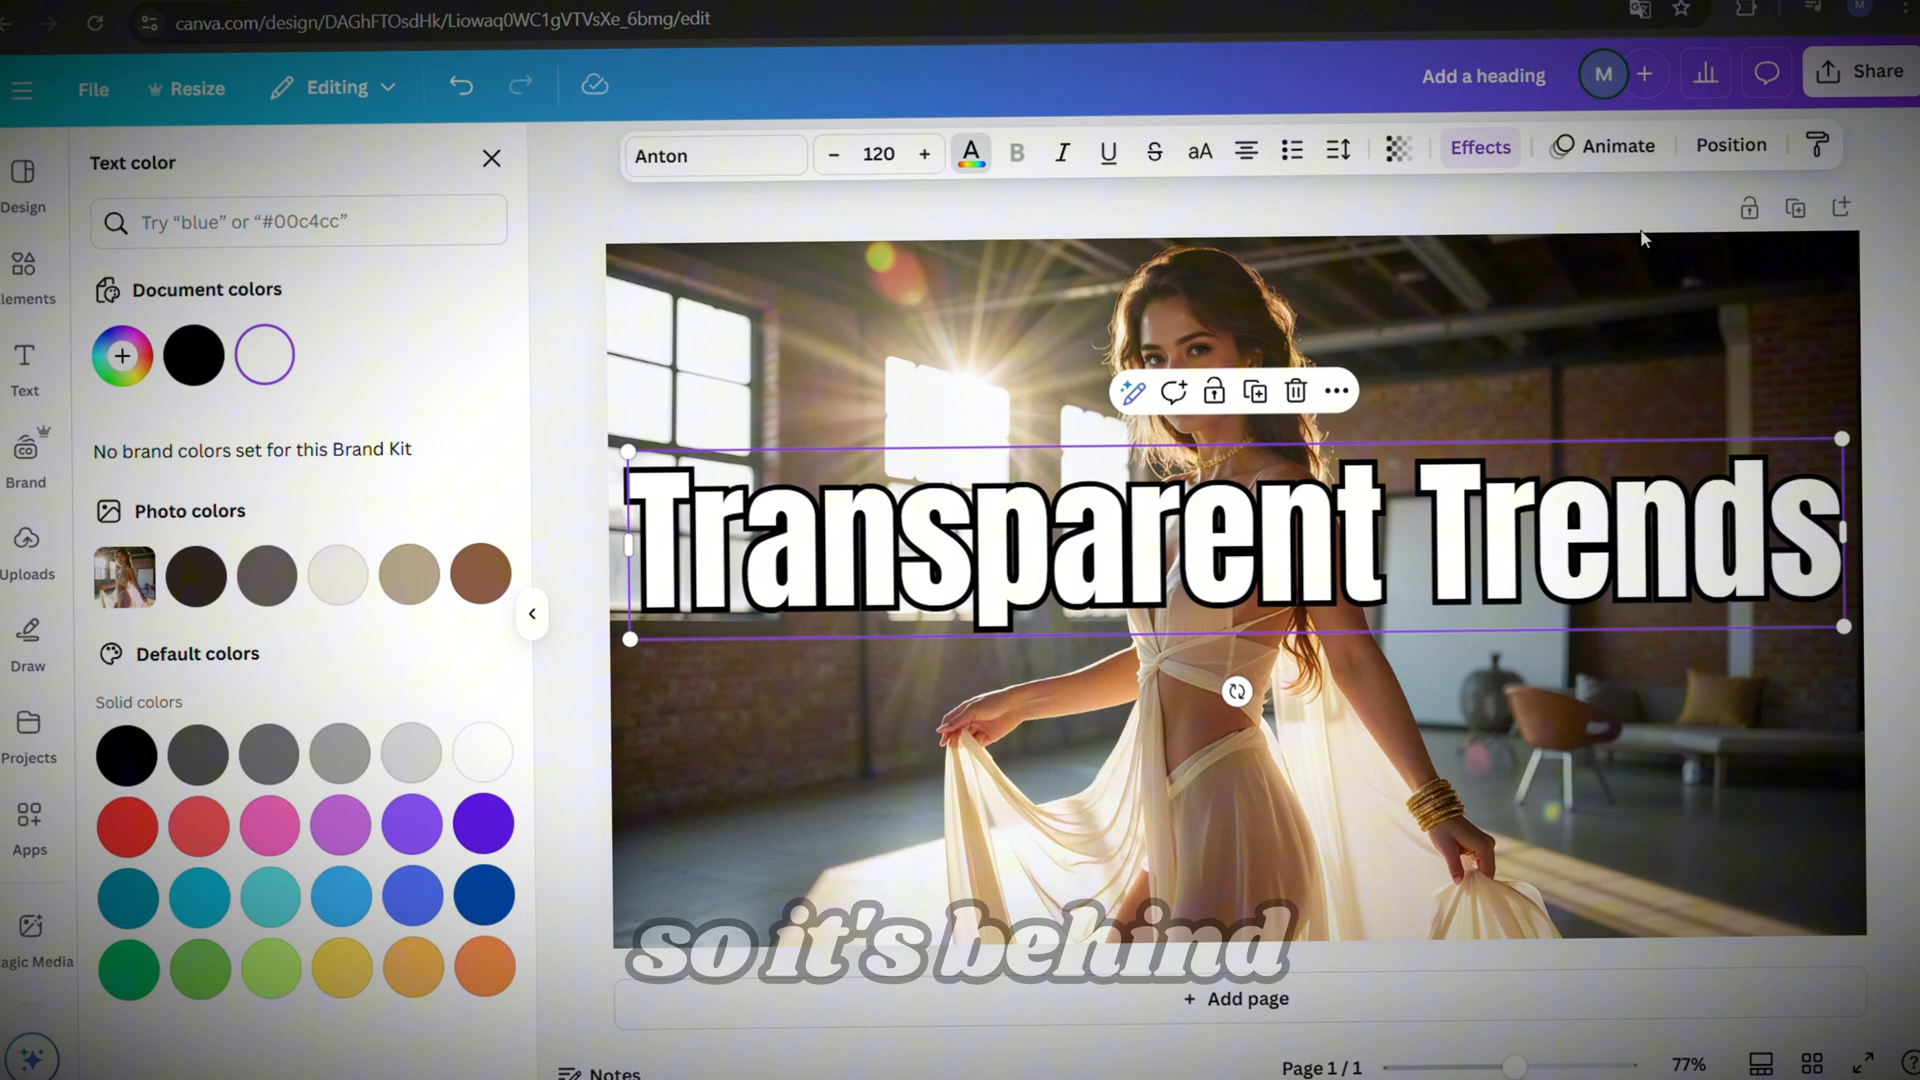 canva.com/design/DAGhFTOsdHk/Liowaq0WC1gVTVsXe_6bmg/edit
M
File
Resize
Editing
Add a heading
M
Share
Design
Elements
Text
Brand
Uploads
Draw
Projects
Apps
Magic Media
Text color
Try “blue” or “#00c4cc”
Document colors
No brand colors set for this Brand Kit
Photo colors
Default colors
Solid colors
Anton
– 120 +
A B I U S aA
Effects
Animate
Position
Transparent Trends
so it's behind
+ Add page
Notes
Page 1 / 1
77%